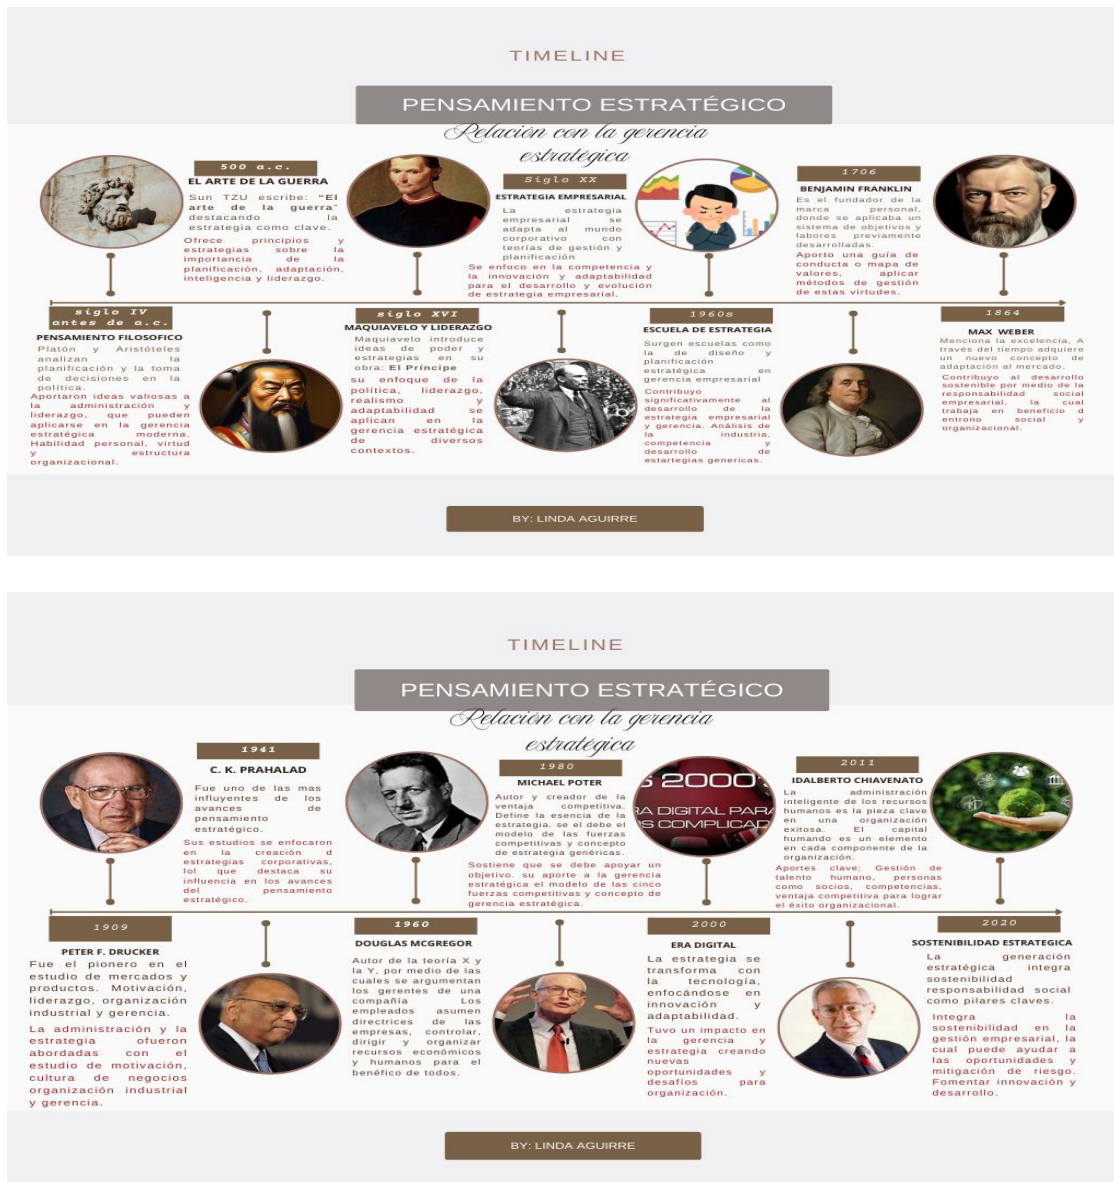 TIMELINE
PENSAMIENTO ESTRATÉGICO
Relación con la gerencia
estratégica
500 a.c.
EL ARTE DE LA GUERRA
Sun TZU escribe: "El
arte de la guerra"
destacando la
estrategia como clave.
Ofrece principios y
estrategias sobre la
importancia de la
planificación, adaptación,
inteligencia y liderazgo.
Siglo XX
ESTRATEGIA EMPRESARIAL
La estrategia
empresarial se
adapta al mundo
corporativo con
teorías de gestión y
planificación
Se enfoco en la competencia y
la innovación y adaptabilidad
para el desarrollo y evolución
de estrategia empresarial.
1706
BENJAMIN FRANKLIN
Es el fundador de la
marca personal,
donde se aplicaba un
sistema de objetivos y
labores previamente
desarrolladas.
Aporto una guía de
conducta o mapa de
valores, aplicar
métodos de gestión
de estas virtudes.
siglo IV
antes de a.c.
PENSAMIENTO FILOSOFICO
Platón y Aristóteles
analizan la
planificación y la toma
de decisiones en la
política.
Aportaron ideas valiosas a
la administración y
liderazgo, que pueden
aplicarse en la gerencia
estratégica moderna.
Habilidad personal, virtud
y estructura
organizacional.
siglo XVI
MAQUIAVELO Y LIDERAZGO
Maquiavelo introduce
ideas de poder y
estrategias en su
obra: El Príncipe
su enfoque de la
política, liderazgo,
realismo y
adaptabilidad se
aplican en la
gerencia estratégica
de diversos
contextos.
1960s
ESCUELA DE ESTRATEGIA
Surgen escuelas como
la de diseño y
planificación
estratégica en
gerencia empresarial
Contribuyo
significativamente al
desarrollo de la
estrategia empresarial
y gerencia. Análisis de
la industria,
competencia y
desarrollo de
estartegias genericas.
1864
MAX WEBER
Menciona la excelencia, A
través del tiempo adquiere
un nuevo concepto de
adaptación al mercado.
Contribuyo al desarrollo
sostenible por medio de la
responsabilidad social
empresarial, la cual
trabaja en beneficio d
entrono social y
organizacional.
BY: LINDA AGUIRRE
TIMELINE
PENSAMIENTO ESTRATÉGICO
Relación con la gerencia
estratégica
1941
C. K. PRAHALAD
Fue uno de las mas
influyentes de los
avances de
pensamiento
estratégico.
Sus estudios se enfocaron
en la creación d
estrategias corporativas,
lol que destaca su
influencia en los avances
del pensamiento
estratégico.
1980
MICHAEL POTER
Autor y creador de la
ventaja competitiva.
Define la esencia de la
estrategia. se el debe el
modelo de las fuerzas
competitivas y concepto
de estrategia genéricas.
Sostiene que se debe apoyar un
objetivo. su aporte a la gerencia
estratégica el modelo de las cinco
fuerzas competitivas y concepto de
gerencia estratégica.
S 2000
RA DIGITAL PARA
S COMPLICAD
2011
IDALBERTO CHIAVENATO
La administración
inteligente de los recursos
humanos es la pieza clave
en una organización
exitosa. El capital
humando es un elemento
en cada componente de la
organización.
Aportes clave; Gestión de
talento humano, personas
como socios, competencias,
ventaja competitiva para lograr
el éxito organizacional.
1909
PETER F. DRUCKER
Fue el pionero en el
estudio de mercados y
productos. Motivación,
liderazgo, organización
industrial y gerencia.
La administración y la
estrategia ofueron
abordadas con el
estudio de motivación,
cultura de negocios
organización industrial
y gerencia.
1960
DOUGLAS MCGREGOR
Autor de la teoría X y
la Y, por medio de las
cuales se argumentan
los gerentes de una
compañía Los
empleados asumen
directrices de las
empresas, controlar,
dirigir y organizar
recursos económicos
y humanos para el
benéfico de todos.
2000
ERA DIGITAL
La estrategia se
transforma con
la tecnología,
enfocándose en
innovación y
adaptabilidad.
Tuvo un impacto en
la gerencia y
estrategia creando
nuevas
oportunidades y
desafíos para
organización.
2020
SOSTENIBILIDAD ESTRATEGICA
La generación
estratégica integra
sostenibilidad y
responsabilidad social
como pilares claves.
Integra la
sostenibilidad en la
gestión empresarial, la
cual puede ayudar a
las oportunidades y
mitigación de riesgo.
Fomentar innovación y
desarrollo.
BY: LINDA AGUIRRE